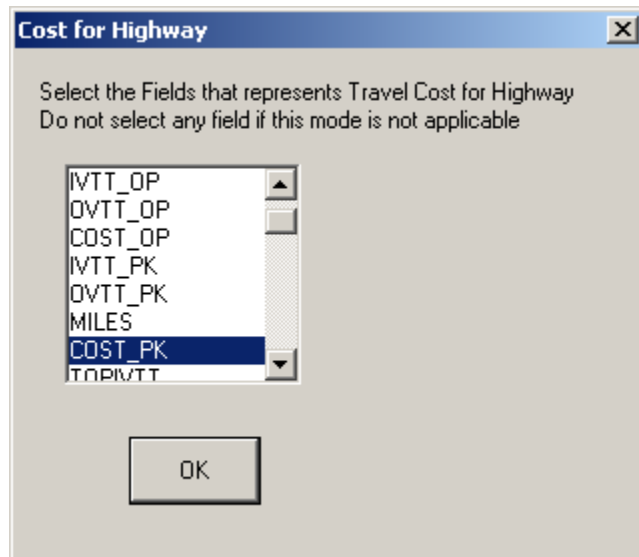 Cost for Highway
Select the Fields that represents Travel Cost for Highway
Do not select any field if this mode is not applicable
IVTT_OP
OVTT_OP
COST_OP
IVTT_PK
OVTT_PK
MILES
COST_PK
TOPIVTT
OK